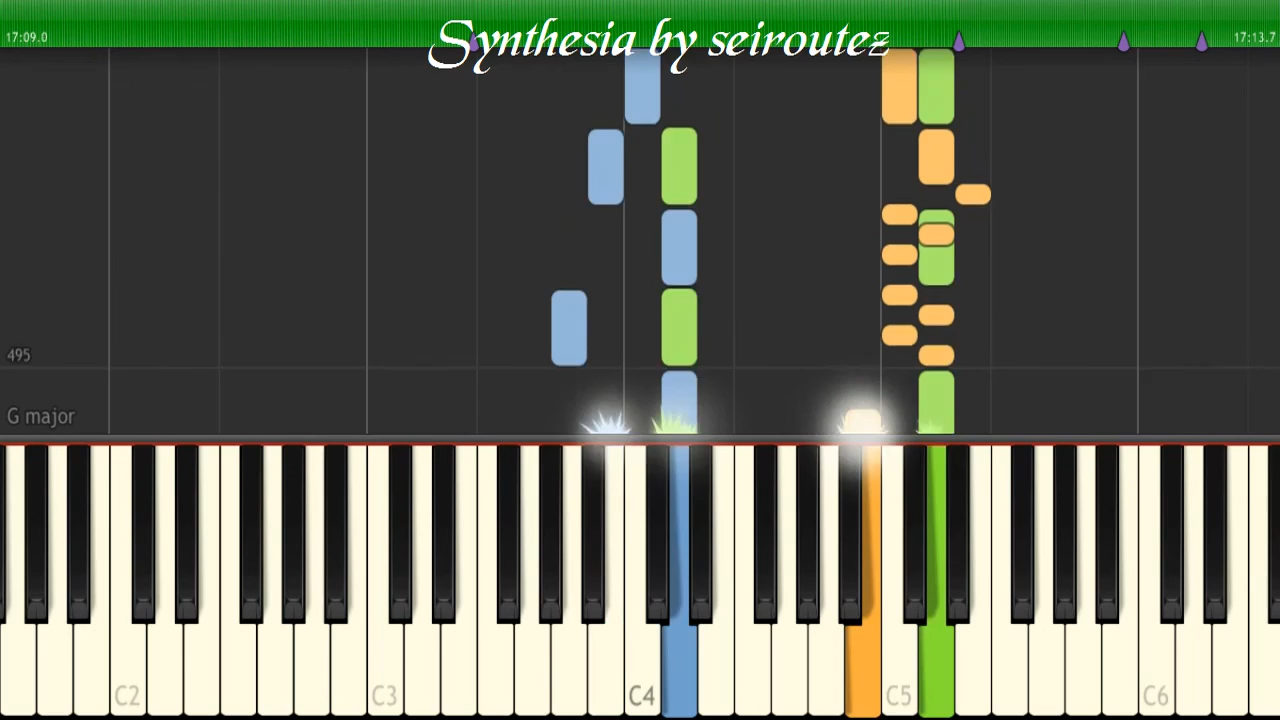 Synthesia by seiroutez
17:09.0
17:13.7
495
G major
C2 C3 C4 C5 C6